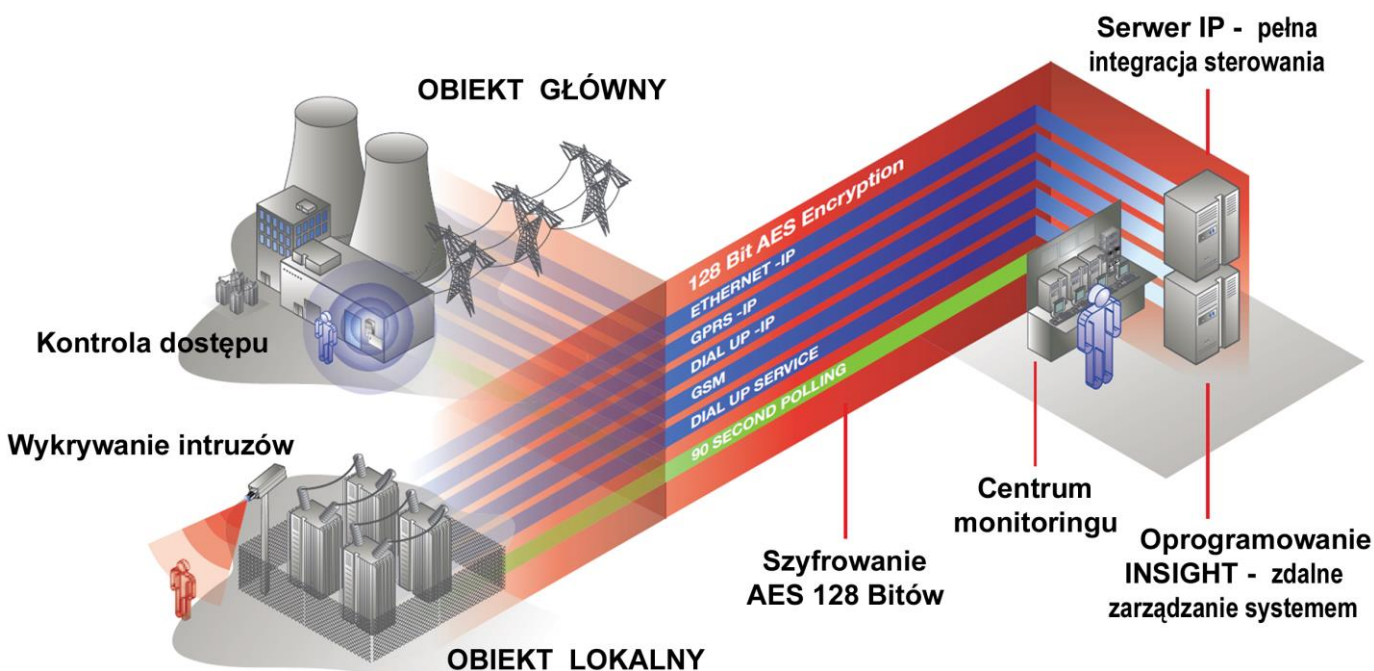 Serwer IP - pełna
integracja sterowania
OBIEKT GŁÓWNY
128 Bit AES Encryption
ETHERNET -IP
GPRS -IP
DIAL UP -IP
GSM
DIAL UP SERVICE
90 SECOND POLLING
Kontrola dostępu
Wykrywanie intruzów
Centrum
monitoringu
Szyfrowanie
AES 128 Bitów
Oprogramowanie
INSIGHT - zdalne
zarządzanie systemem
OBIEKT LOKALNY